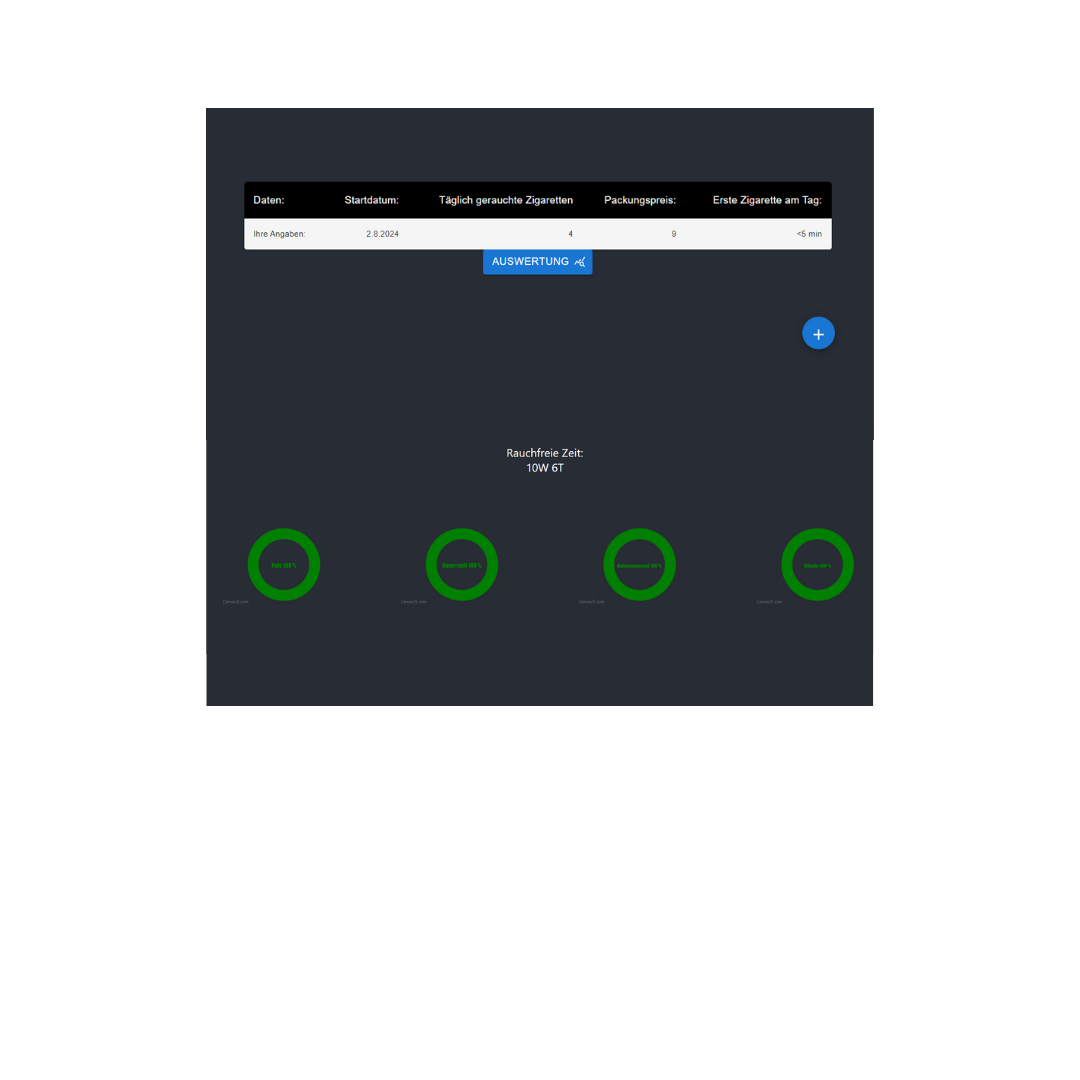 Daten: Startdatum: Täglich gerauchte Zigaretten Packungspreis: Erste Zigarette am Tag:
Ihre Angaben: 2.8.2024 4 9 <5 min
AUSWERTUNG
+
Rauchfreie Zeit:
10W 6T
Puls 100 % Sauerstoff 100 % Kohlenmonoxid 100 % 100 %
CanvasJS.com CanvasJS.com CanvasJS.com CanvasJS.com